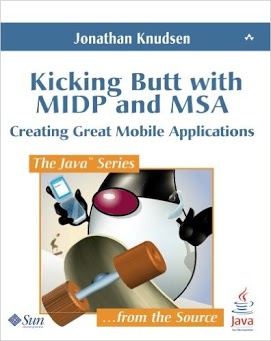 Jonathan Knudsen
Kicking Butt with
MIDP and MSA
Creating Great Mobile Applications
The Java™ Series
...from the Source
Sun
Java